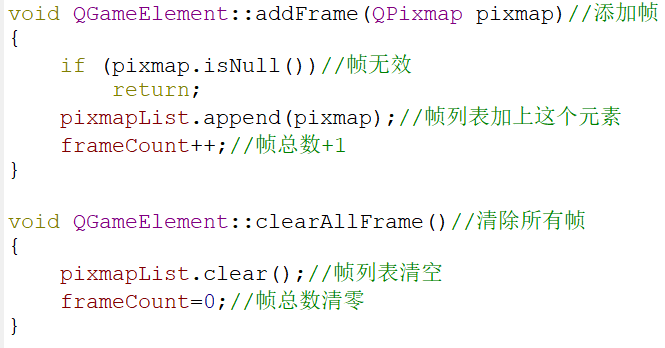 void QGameElement::addFrame(QPixmap pixmap)//添加帧
{
    if (pixmap.isNull())//帧无效
        return;
    pixmapList.append(pixmap);//帧列表加上这个元素
    frameCount++;//帧总数+1
}

void QGameElement::clearAllFrame()//清除所有帧
{
    pixmapList.clear();//帧列表清空
    frameCount=0;//帧总数清零
}